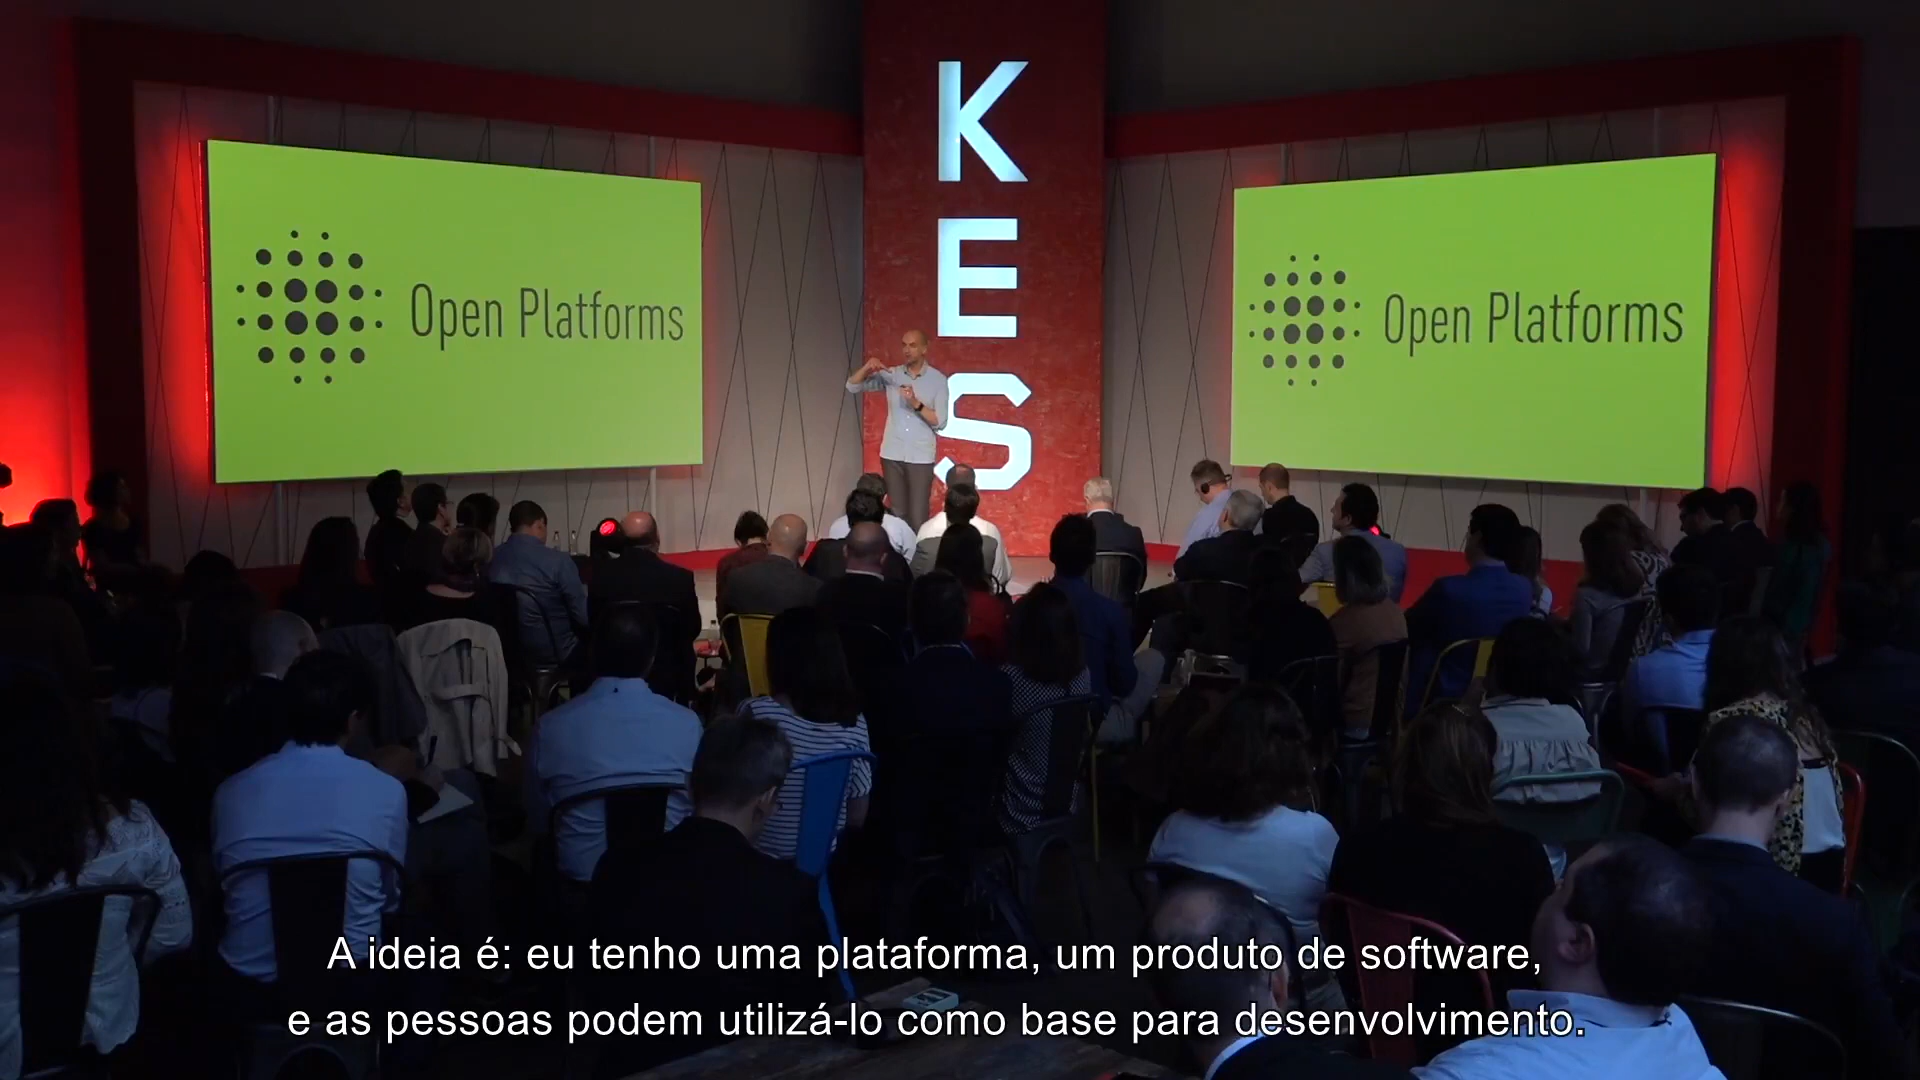 KES
Open Platforms
Open Platforms
A ideia é: eu tenho uma plataforma, um produto de software,
e as pessoas podem utilizá-lo como base para desenvolvimento.